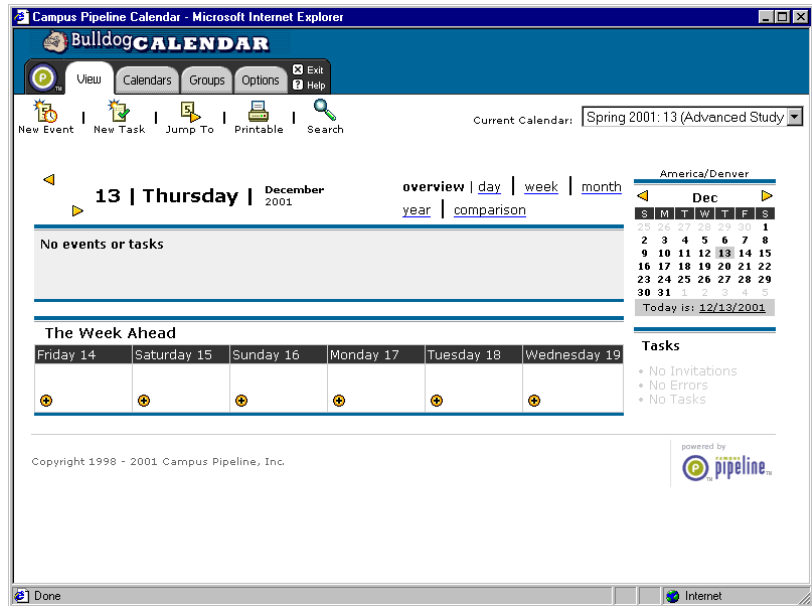 Campus Pipeline Calendar - Microsoft Internet Explorer
Bulldog CALENDAR
View Calendars Groups Options Exit
Help
New Event | New Task | Jump To | Printable | Search
Current Calendar: Spring 2001: 13 (Advanced Study
13 | Thursday | December 2001
overview | day | week | month
year | comparison
No events or tasks
The Week Ahead
Friday 14 Saturday 15 Sunday 16 Monday 17 Tuesday 18 Wednesday 19
America/Denver
Dec
S M T W T F S
25 26 27 28 29 30 1
2 3 4 5 6 7 8
9 10 11 12 13 14 15
16 17 18 19 20 21 22
23 24 25 26 27 28 29
30 31 1 2 3 4 5
Today is: 12/13/2001
Tasks
• No Invitations
• No Errors
• No Tasks
Copyright 1998 - 2001 Campus Pipeline, Inc.
powered by
campus
pipeline™
Done Internet